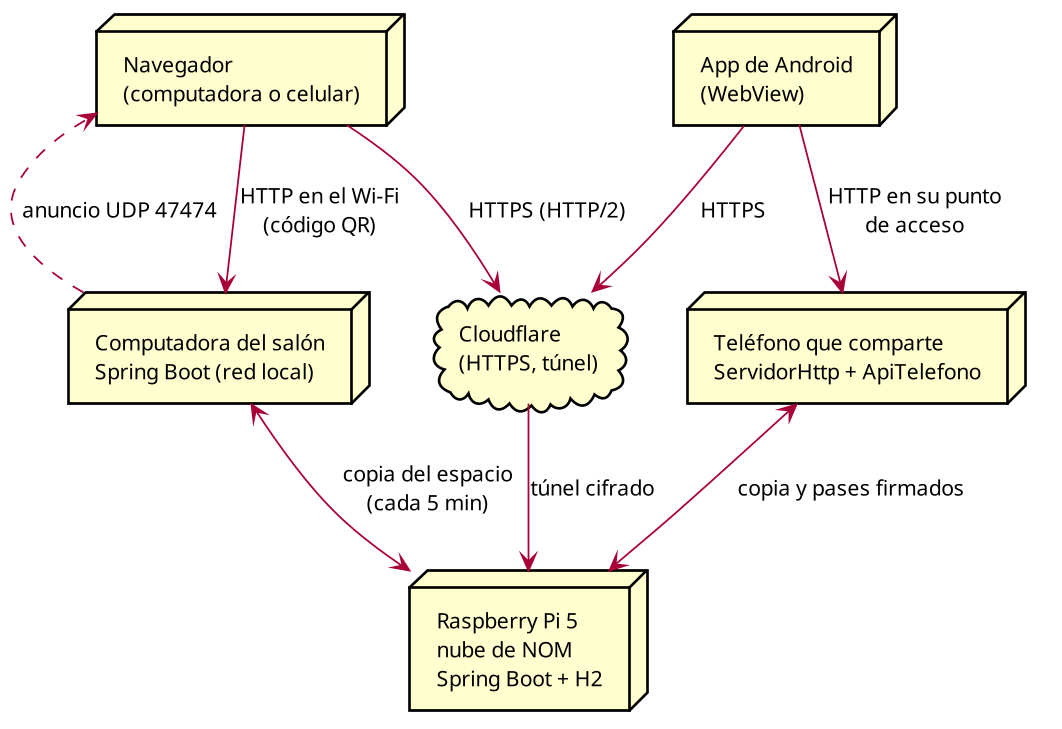 Navegador
(computadora o celular)
App de Android
(WebView)
anuncio UDP 47474
HTTP en el Wi-Fi
(código QR)
HTTPS (HTTP/2)
HTTPS
HTTP en su punto
de acceso
Computadora del salón
Spring Boot (red local)
Cloudflare
(HTTPS, túnel)
Teléfono que comparte
ServidorHttp + ApiTelefono
copia del espacio
(cada 5 min)
túnel cifrado
copia y pases firmados
Raspberry Pi 5
nube de NOM
Spring Boot + H2